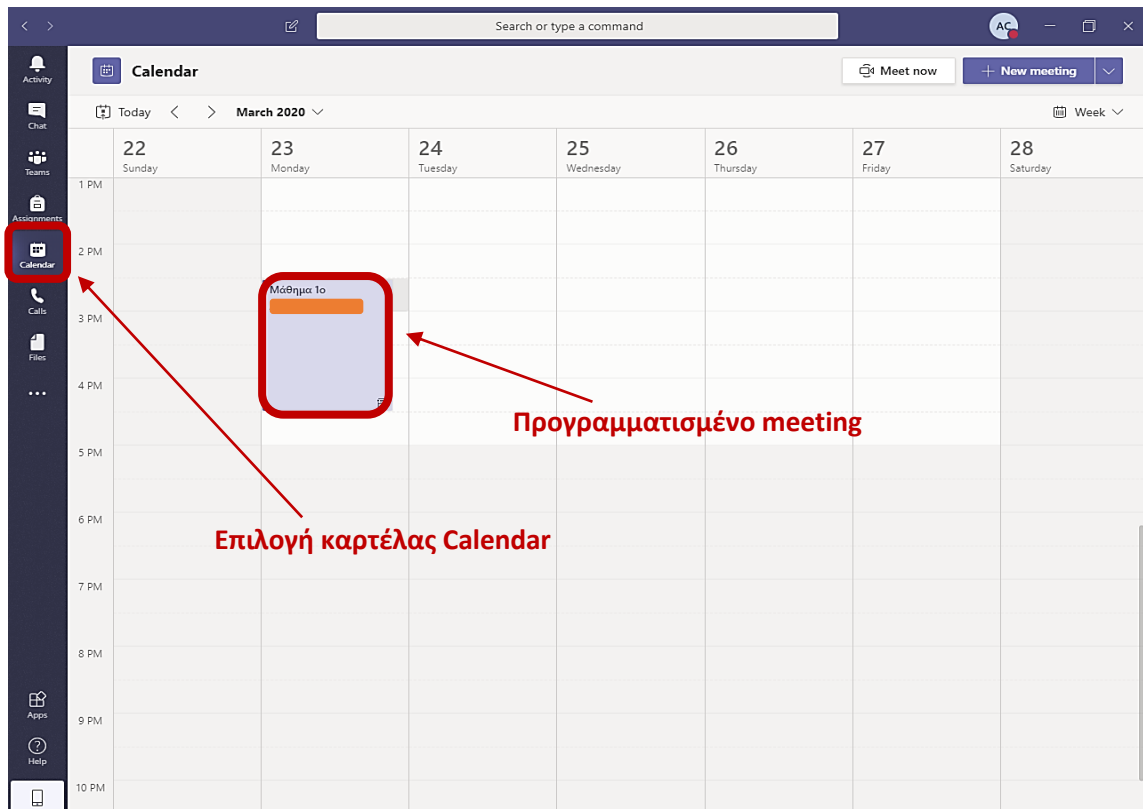 Search or type a command
AC
Activity
Chat
Teams
Assignments
Calendar
Calls
Files
Apps
Help
Calendar
Meet now
New meeting
Today
March 2020
Week
22
Sunday
23
Monday
24
Tuesday
25
Wednesday
26
Thursday
27
Friday
28
Saturday
1 PM
2 PM
Μάθημα 1ο
3 PM
4 PM
Προγραμματισμένο meeting
5 PM
6 PM
Επιλογή καρτέλας Calendar
7 PM
8 PM
9 PM
10 PM